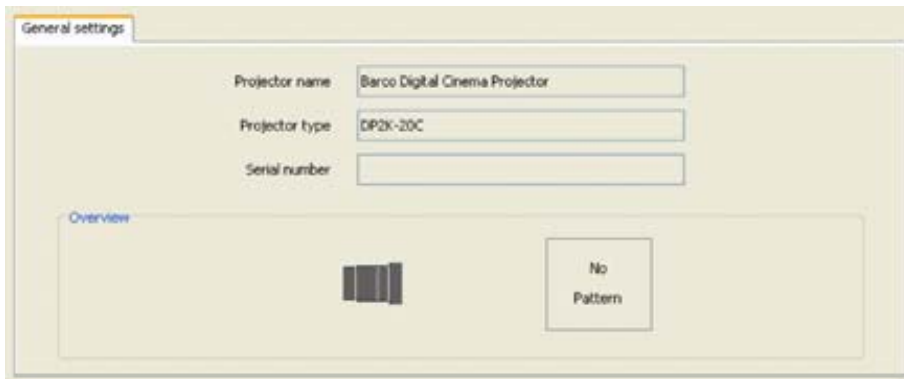 General settings
Projector name Barco Digital Cinema Projector
Projector type DP2K-20C
Serial number
Overview
No
Pattern